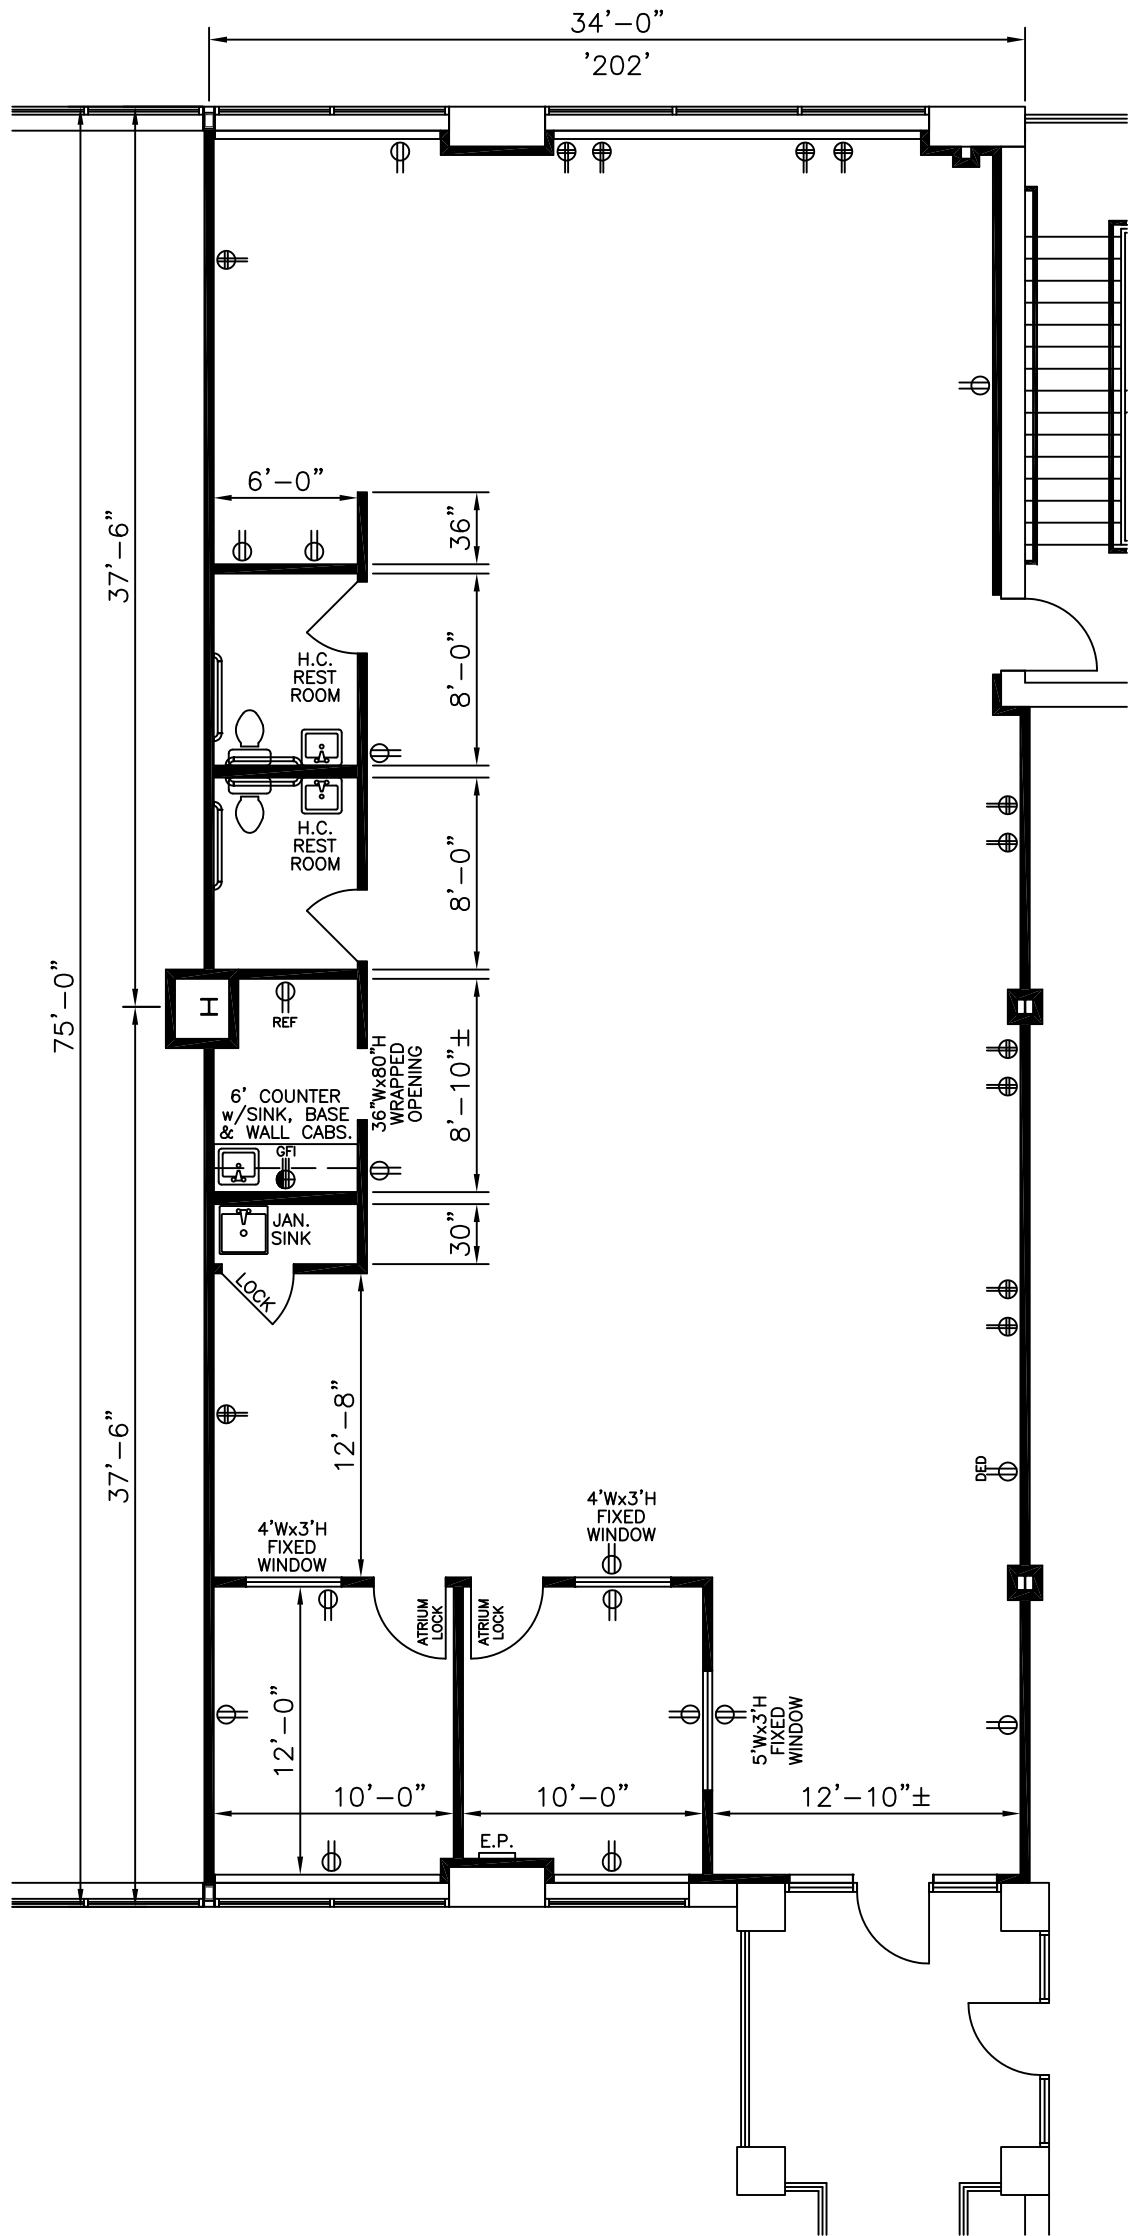 34'-0"
'202'
6'-0"
36"
37'-6"
8'-0"
H.C.
REST
ROOM
H.C.
REST
ROOM
8'-0"
75'-0"
H
REF
36"Wx80"H
WRAPPED
OPENING
8'-10"±
6' COUNTER
w/SINK, BASE
& WALL CABS.
GFI
JAN.
SINK
30"
LOCK
12'-8"
37'-6"
DED
4'Wx3'H
FIXED
WINDOW
4'Wx3'H
FIXED
WINDOW
ATRIUM
LOCK
ATRIUM
LOCK
12'-0"
5'Wx3'H
FIXED
WINDOW
10'-0"
10'-0"
12'-10"±
E.P.